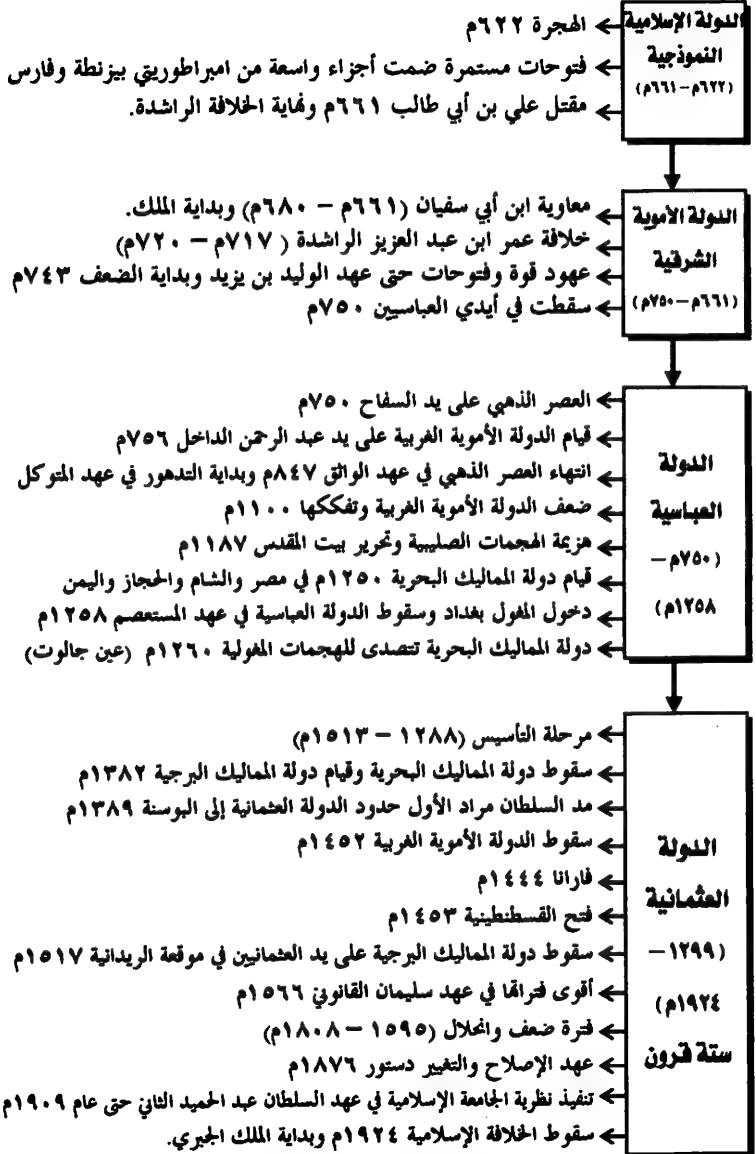 الدولة الإسلامية
النموذجية
(٦٢٢م-٦٦١م)
الهجرة ٦٢٢م
فتوحات مستمرة ضمت أجزاء واسعة من امبراطوريتي بيزنطة وفارس
مقتل علي بن أبي طالب ٦٦١م ونهاية الخلافة الراشدة.
الدولة الأموية
الشرقية
(٦٦١م-٧٥٠م)
معاوية ابن أبي سفيان (٦٦١م – ٦٨٠م) وبداية الملك.
خلافة عمر ابن عبد العزيز الراشدة ( ٧١٧م – ٧٢٠م)
عهود قوة وفتوحات حتى عهد الوليد بن يزيد وبداية الضعف ٧٤٣م
سقطت في أيدي العباسيين ٧٥٠م
الدولة
العباسية
(٧٥٠م –
١٢٥٨م)
العصر الذهبي على يد السفاح ٧٥٠م
قيام الدولة الأموية الغربية على يد عبد الرحمن الداخل ٧٥٦م
انتهاء العصر الذهبي في عهد الواثق ٨٤٧م وبداية التدهور في عهد المتوكل
ضعف الدولة الأموية الغربية وتفككها ١١٠٠م
هزيمة الهجمات الصليبية وتحرير بيت المقدس ١١٨٧م
قيام دولة المماليك البحرية ١٢٥٠م في مصر والشام والحجاز واليمن
دخول المغول بغداد وسقوط الدولة العباسية في عهد المستعصم ١٢٥٨م
دولة المماليك البحرية تتصدى للهجمات المغولية ١٢٦٠م (عين جالوت)
الدولة
العثمانية
(١٢٩٩ –
١٩٢٤م)
ستة قرون
مرحلة التأسيس (١٢٨٨ – ١٥١٣م)
سقوط دولة المماليك البحرية وقيام دولة المماليك البرجية ١٣٨٢م
مد السلطان مراد الأول حدود الدولة العثمانية إلى البوسنة ١٣٨٩م
سقوط الدولة الأموية الغربية ١٤٥٢م
فارانا ١٤٤٤م
فتح القسطنطينية ١٤٥٣م
سقوط دولة المماليك البرجية على يد العثمانيين في موقعة الريدانية ١٥١٧م
أقوى فتراتها في عهد سليمان القانوني ١٥٦٦م
فترة ضعف وانحلال (١٥٩٥ – ١٨٠٨م)
عهد الإصلاح والتغيير دستور ١٨٧٦م
تنفيذ نظرية الجامعة الإسلامية في عهد السلطان عبد الحميد الثاني حتى عام ١٩٠٩م
سقوط الخلافة الإسلامية ١٩٢٤م وبداية الملك الجبري.